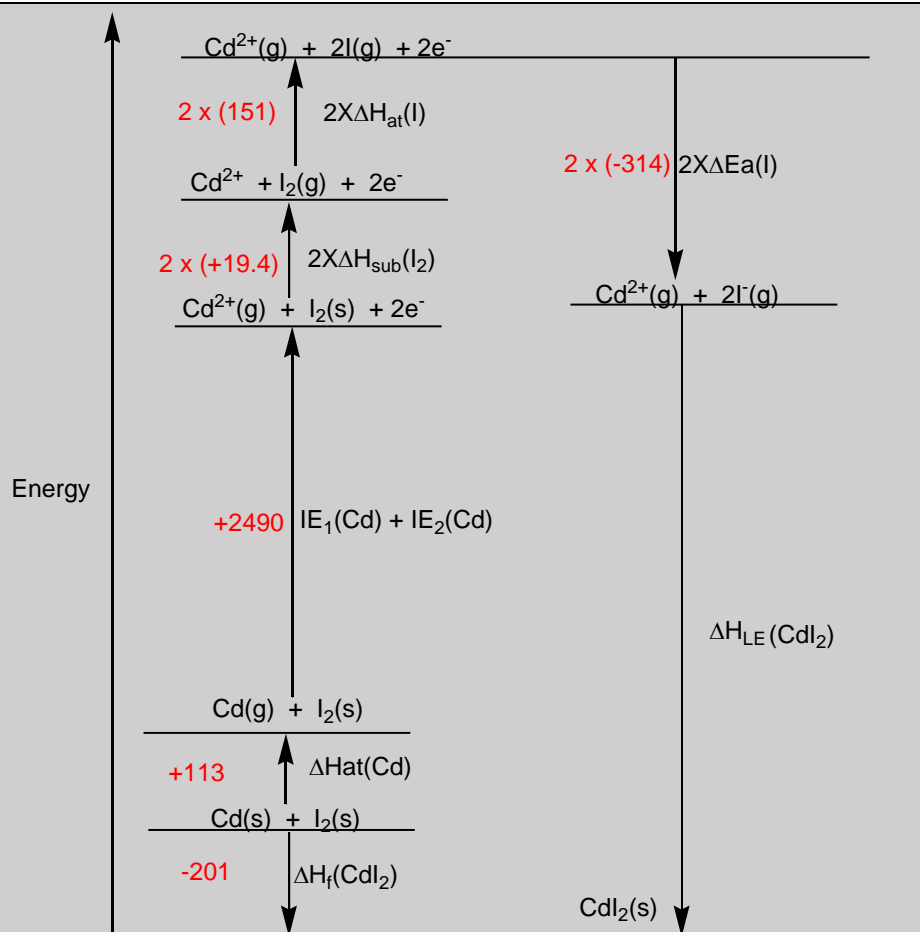 Cd²⁺(g) + 2I(g) + 2e⁻
2 x (151) 2XΔHₐₜ(I)
2 x (-314) 2XΔEa(I)
Cd²⁺ + I₂(g) + 2e⁻
2 x (+19.4) 2XΔHₛᵤb(I₂)
Cd²⁺(g) + 2I⁻(g)
Cd²⁺(g) + I₂(s) + 2e⁻
Energy
+2490 IE₁(Cd) + IE₂(Cd)
ΔH_LE (CdI₂)
Cd(g) + I₂(s)
+113 ΔHat(Cd)
Cd(s) + I₂(s)
-201 ΔH_f(CdI₂)
CdI₂(s)